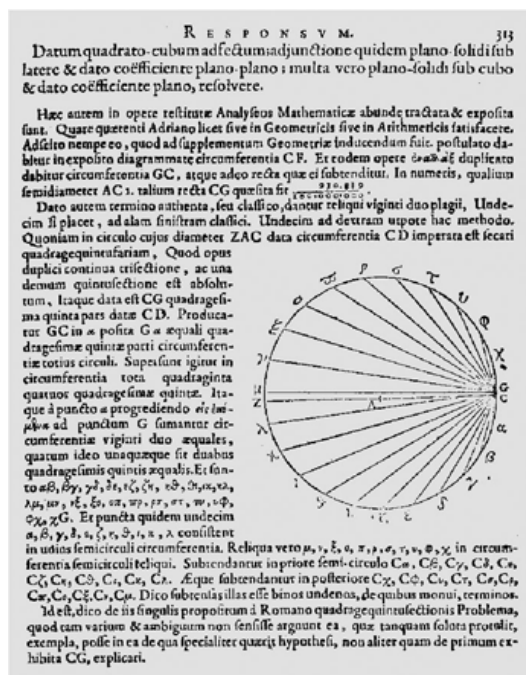 RESPONSVM. 313
Datum quadrato-cubum adfectum adjunctione quidem plano-solidi sub
latere & dato coëfficiente plano-plano; multa vero plano-solidi sub cubo
& dato coëfficiente plano, resolvere.
Hæc autem in opere restitutæ Analyseos Mathematicæ abunde tractata & exposita
sunt. Quare quærenti Adriano licet sive in Geometricis sive in Arithmeticis satisfacere.
Adscito nempe eo, quod ad supplementum Geometriæ inducendum fuit postulato da-
bitur in exposito diagrammate circumferentia CF. Et eodem opere duplicato
dabitur circumferentia GC, atque adeo recta quæ ei subtenditur. In numeris, qualium
semidiameter AC 1. talium recta CG quæsita fit
Dato autem termino authenta, seu classico, dantur reliqui viginti duo plagii, Unde-
cim si placet, ad alam sinistram classici. Undecim ad dextram utpote hac methodo.
Quoniam in circulo cujus diameter ZAC data circumferentia CD imperata est secari
quadragequintufariam, Quod opus
duplici continua trisectione, ac una
demum quintusectione est absolu-
tum, Itaque data est CG quadragesi-
ma quinta pars datæ CD. Produca-
tur GC in α posita G α æquali qua-
dragesimæ quintæ parti circumferen-
tiæ totius circuli. Supersunt igitur in
circumferentia tota quadraginta
quatuor quadragesimæ quintæ. Ita-
que à puncto α progrediendo
ad punctum G sumantur cir-
cumferentiæ viginti duo æquales,
quarum ideo unaquæque sit duabus
quadragesimis quintis æqualis. Et sun-
to αβ, βγ, γδ, δε, εζ, ζη, ηθ, θι, ικ, κλ,
λμ, μν, νξ, ξο, οπ, πρ, ρσ, στ, τυ, υφ,
φχ, χG. Et puncta quidem undecim
α, β, γ, δ, ε, ζ, η, θ, ι, κ, λ consistent
in unius semicirculi circumferentia. Reliqua vero μ, ν, ξ, ο, π, ρ, σ, τ, υ, φ, χ in circum-
ferentia semicirculi reliqui. Subtendantur in priore semi-circulo Cα, Cβ, Cγ, Cδ, Cε,
Cζ, Cη, Cθ, Cι, Cκ, Cλ. Æque subtendantur in posteriore Cχ, Cφ, Cυ, Cτ, Cσ, Cρ,
Cπ, Cο, Cξ, Cν, Cμ. Dico subtensas illas esse binos undenos, de quibus monui, terminos.
Id est, dico de iis singulis propositum d Romano quadragequintusectionis Problema,
quod tam varium & ambiguum non sensisse arguunt ea, quæ tanquam soluta protulit,
exempla, posse in ea de qua specialiter quærit hypothesi, non aliter quam de primum ex-
hibita CG, explicari.